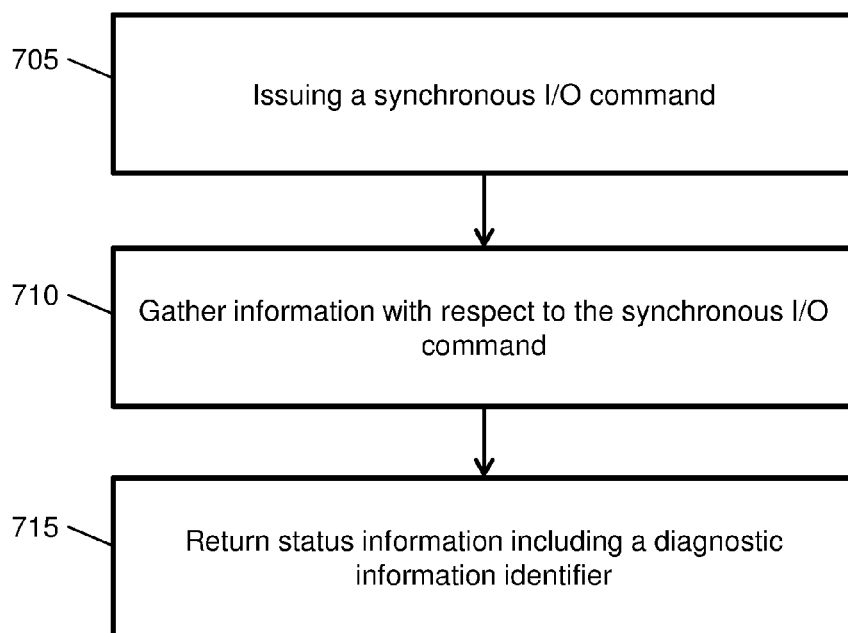 705
Issuing a synchronous I/O command
710
Gather information with respect to the synchronous I/O
command
715
Return status information including a diagnostic
information identifier